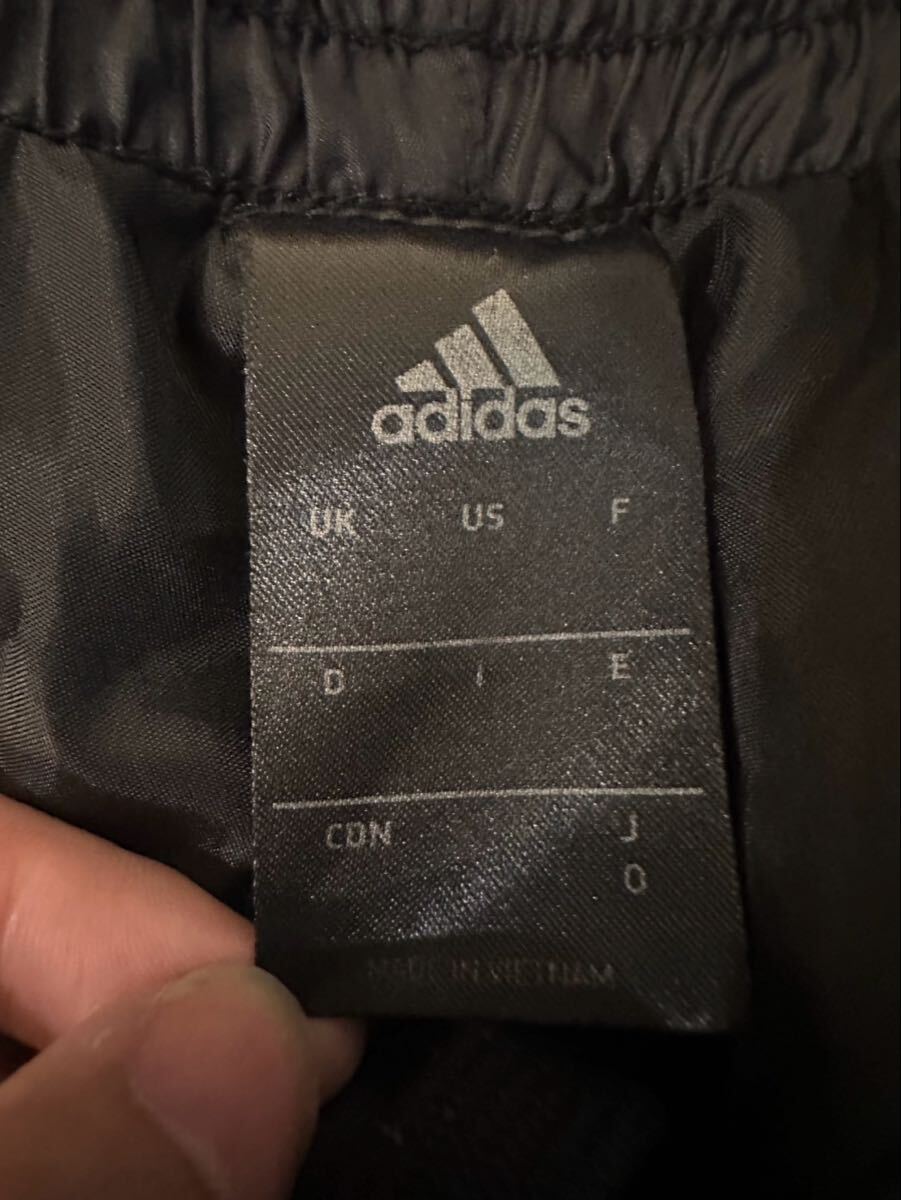 adidas
UK US F
D I E
CDN J
O
MADE IN VIETNAM